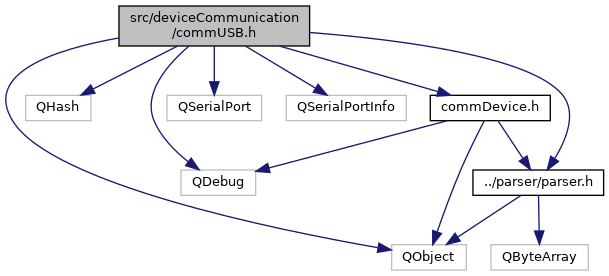 src/deviceCommunication
/commUSB.h
QHash
QSerialPort
QSerialPortInfo
commDevice.h
QDebug
../parser/parser.h
QObject
QByteArray